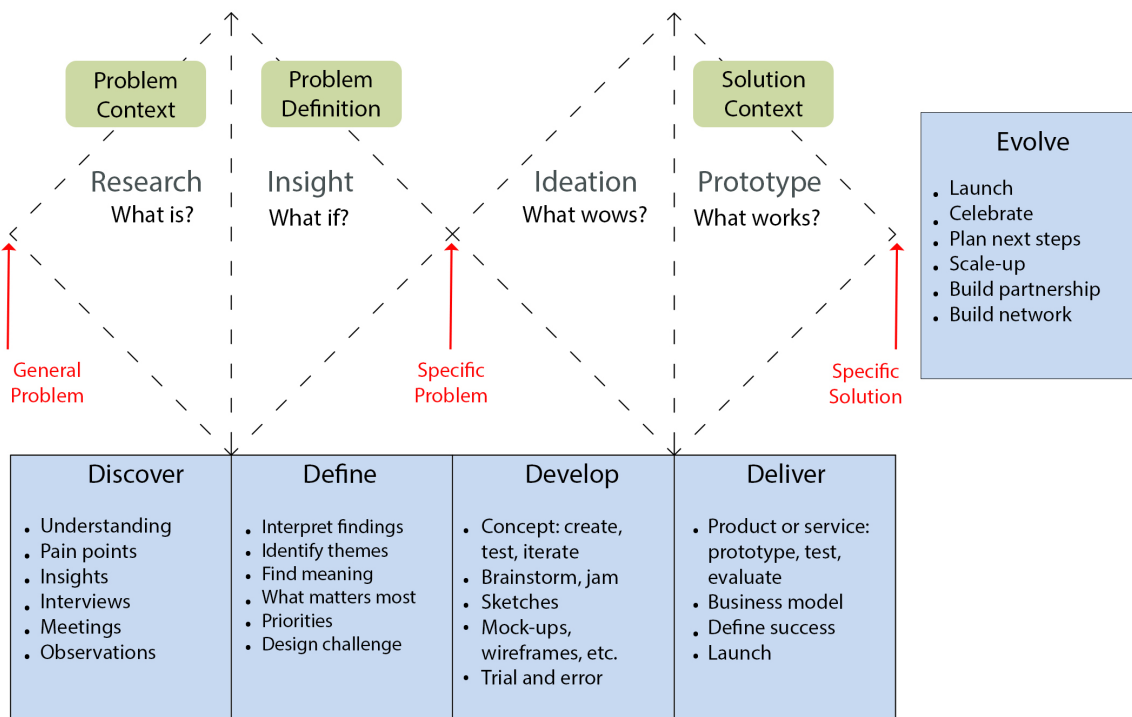 Problem
Context
Problem
Definition
Solution
Context
Research
What is?
Insight
What if?
Ideation
What wows?
Prototype
What works?
General
Problem
Specific
Problem
Specific
Solution
Evolve
• Launch
• Celebrate
• Plan next steps
• Scale-up
• Build partnership
• Build network
Discover
• Understanding
• Pain points
• Insights
• Interviews
• Meetings
• Observations
Define
• Interpret findings
• Identify themes
• Find meaning
• What matters most
• Priorities
• Design challenge
Develop
• Concept: create,
test, iterate
• Brainstorm, jam
• Sketches
• Mock-ups,
wireframes, etc.
• Trial and error
Deliver
• Product or service:
prototype, test,
evaluate
• Business model
• Define success
• Launch